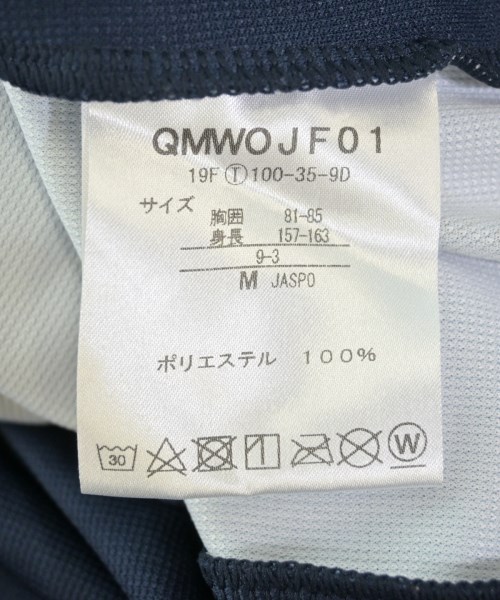 QMWOJF01
19F Ⓣ100-35-9D
サイズ
胸囲 81-85
身長 157-163
9-3
M JASPO
ポリエステル 100%
30 W